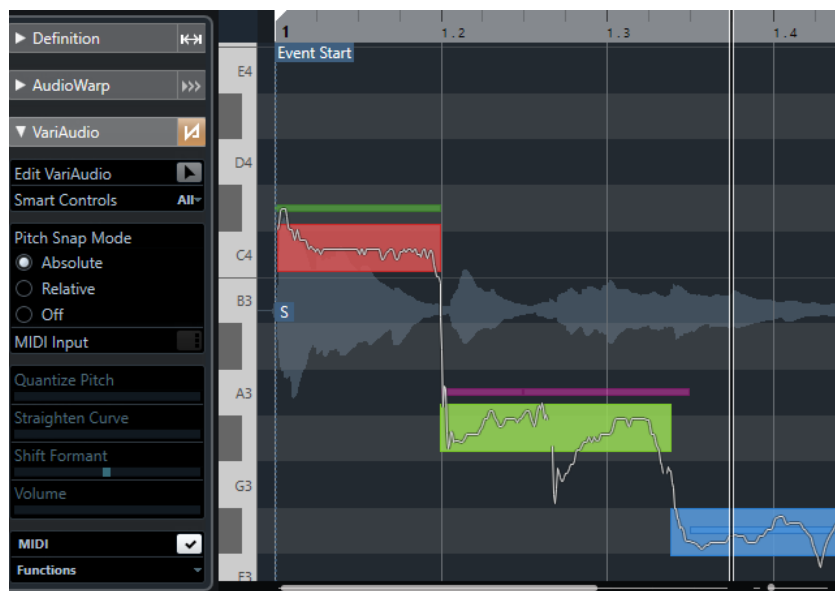 Definition
AudioWarp
VariAudio
Edit VariAudio
Smart Controls All
Pitch Snap Mode
Absolute
Relative
Off
MIDI Input
Quantize Pitch
Straighten Curve
Shift Formant
Volume
MIDI
Functions
1 1.2 1.3 1.4
Event Start
E4
D4
C4
B3
S
A3
G3
F3